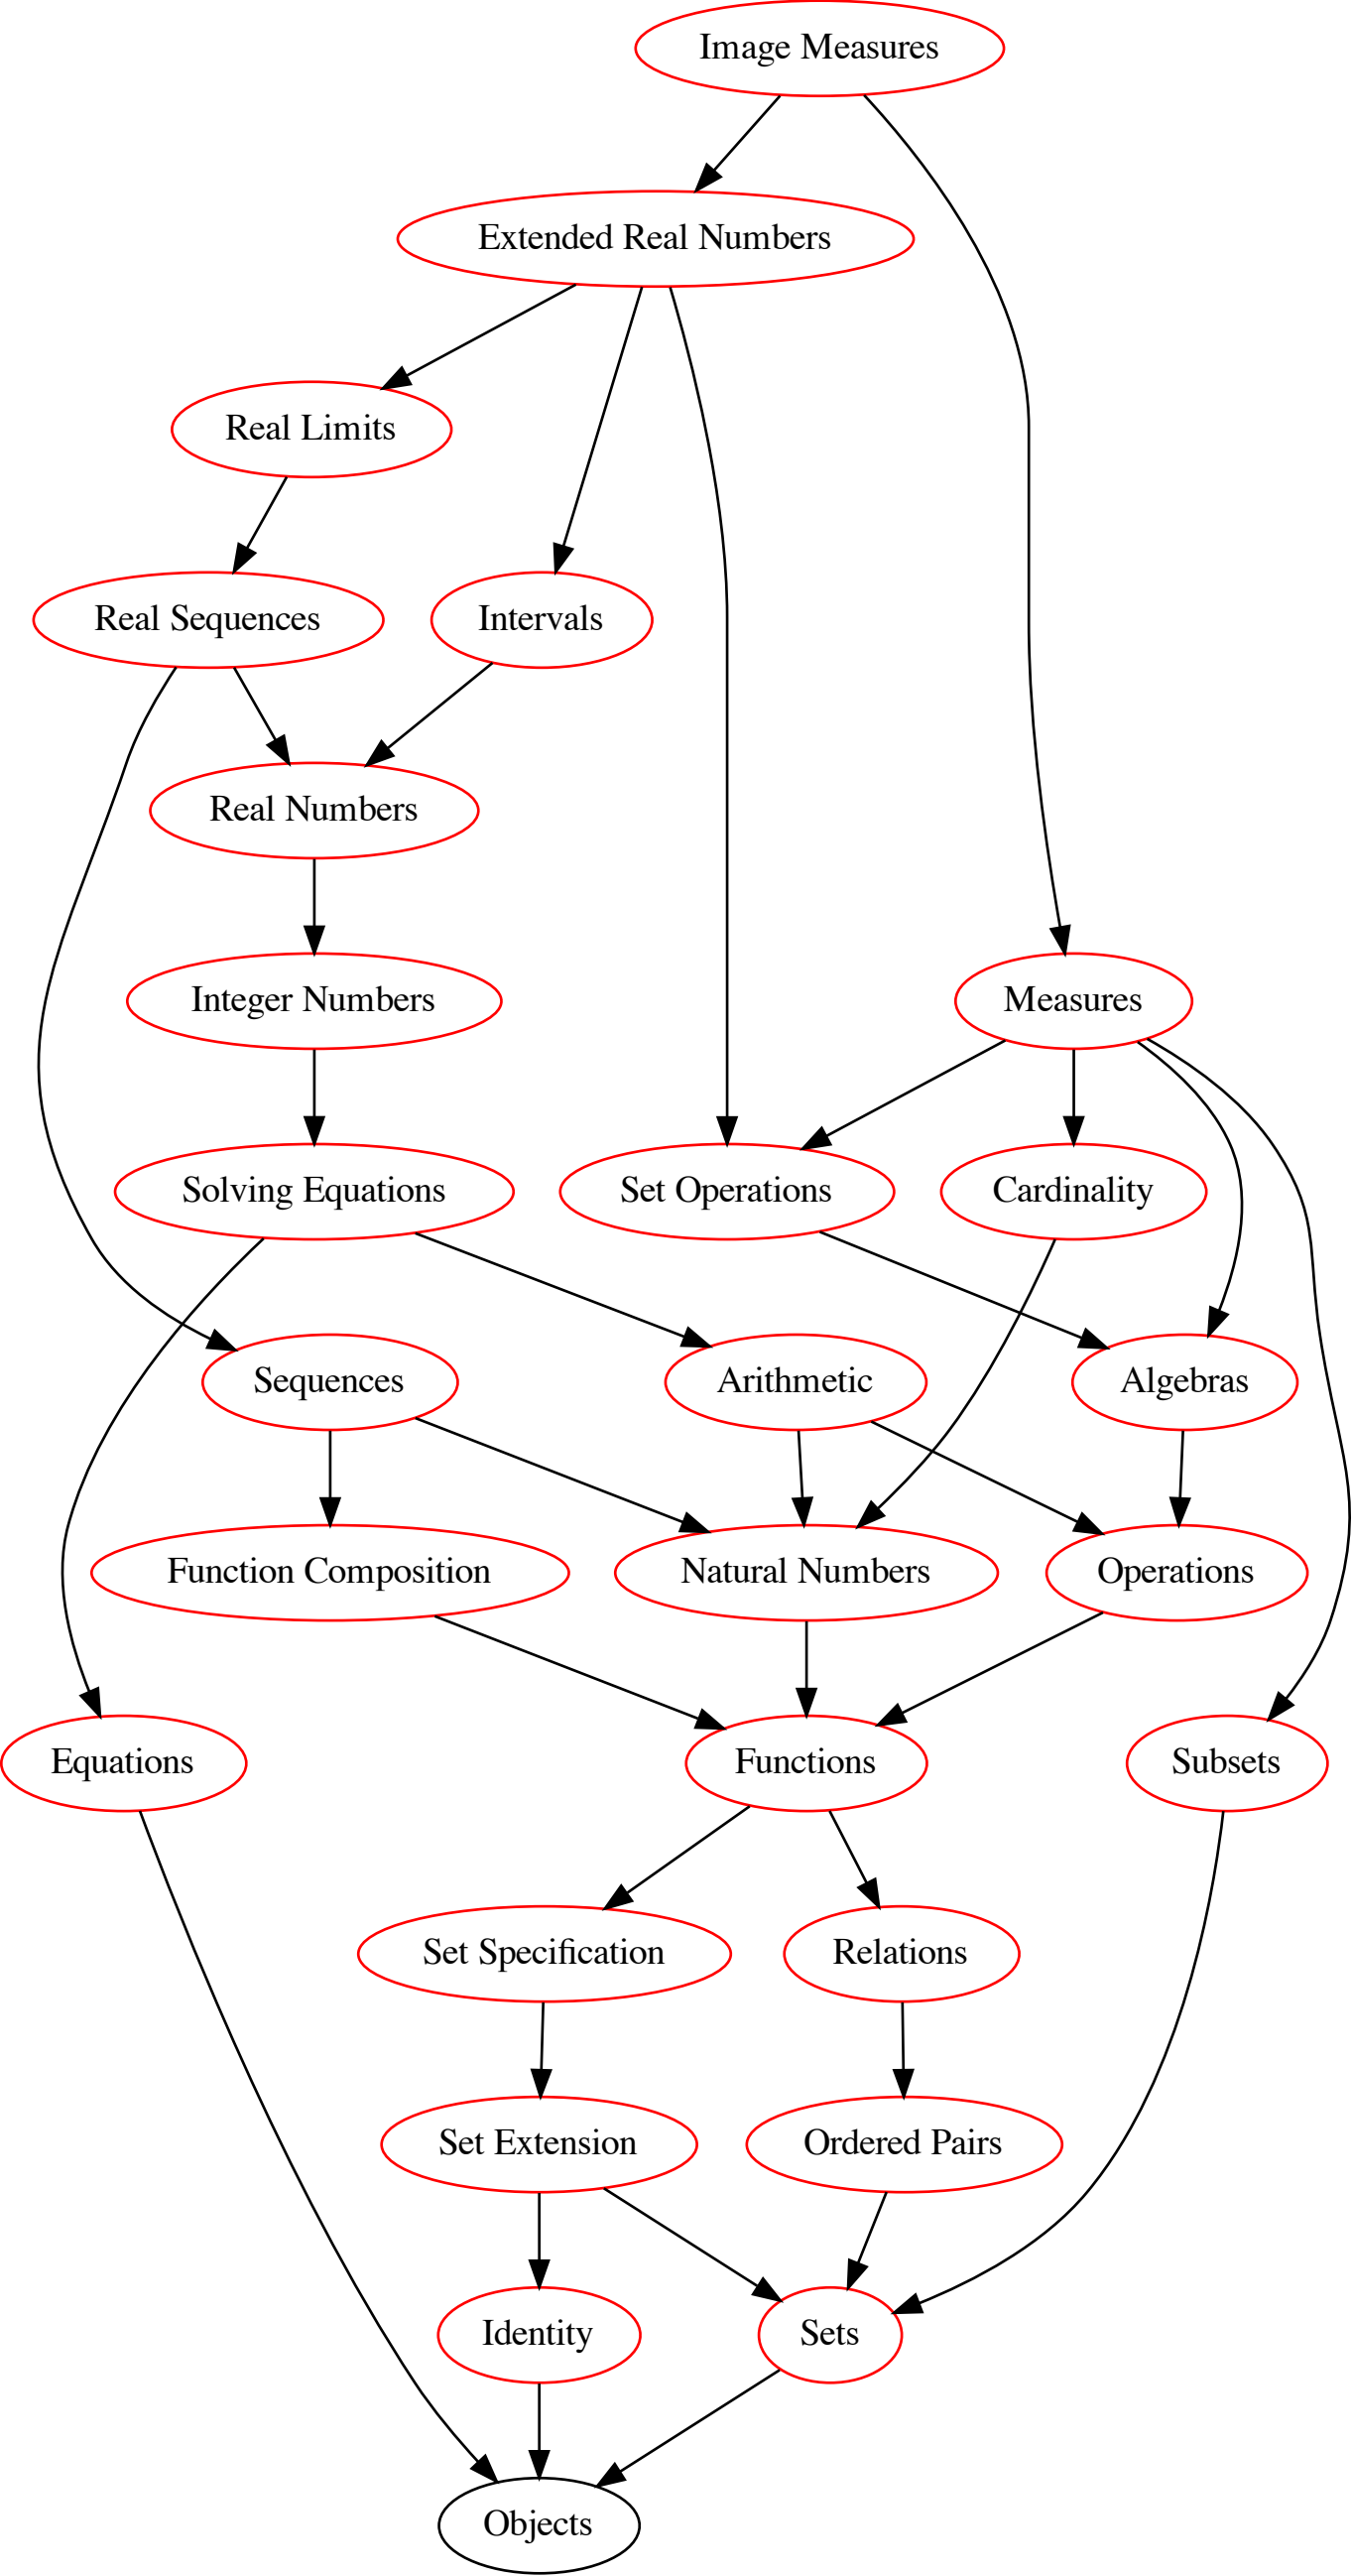 Image Measures
Extended Real Numbers
Real Limits
Real Sequences
Intervals
Real Numbers
Integer Numbers
Measures
Solving Equations
Set Operations
Cardinality
Sequences
Arithmetic
Algebras
Function Composition
Natural Numbers
Operations
Equations
Functions
Subsets
Set Specification
Relations
Set Extension
Ordered Pairs
Identity
Sets
Objects